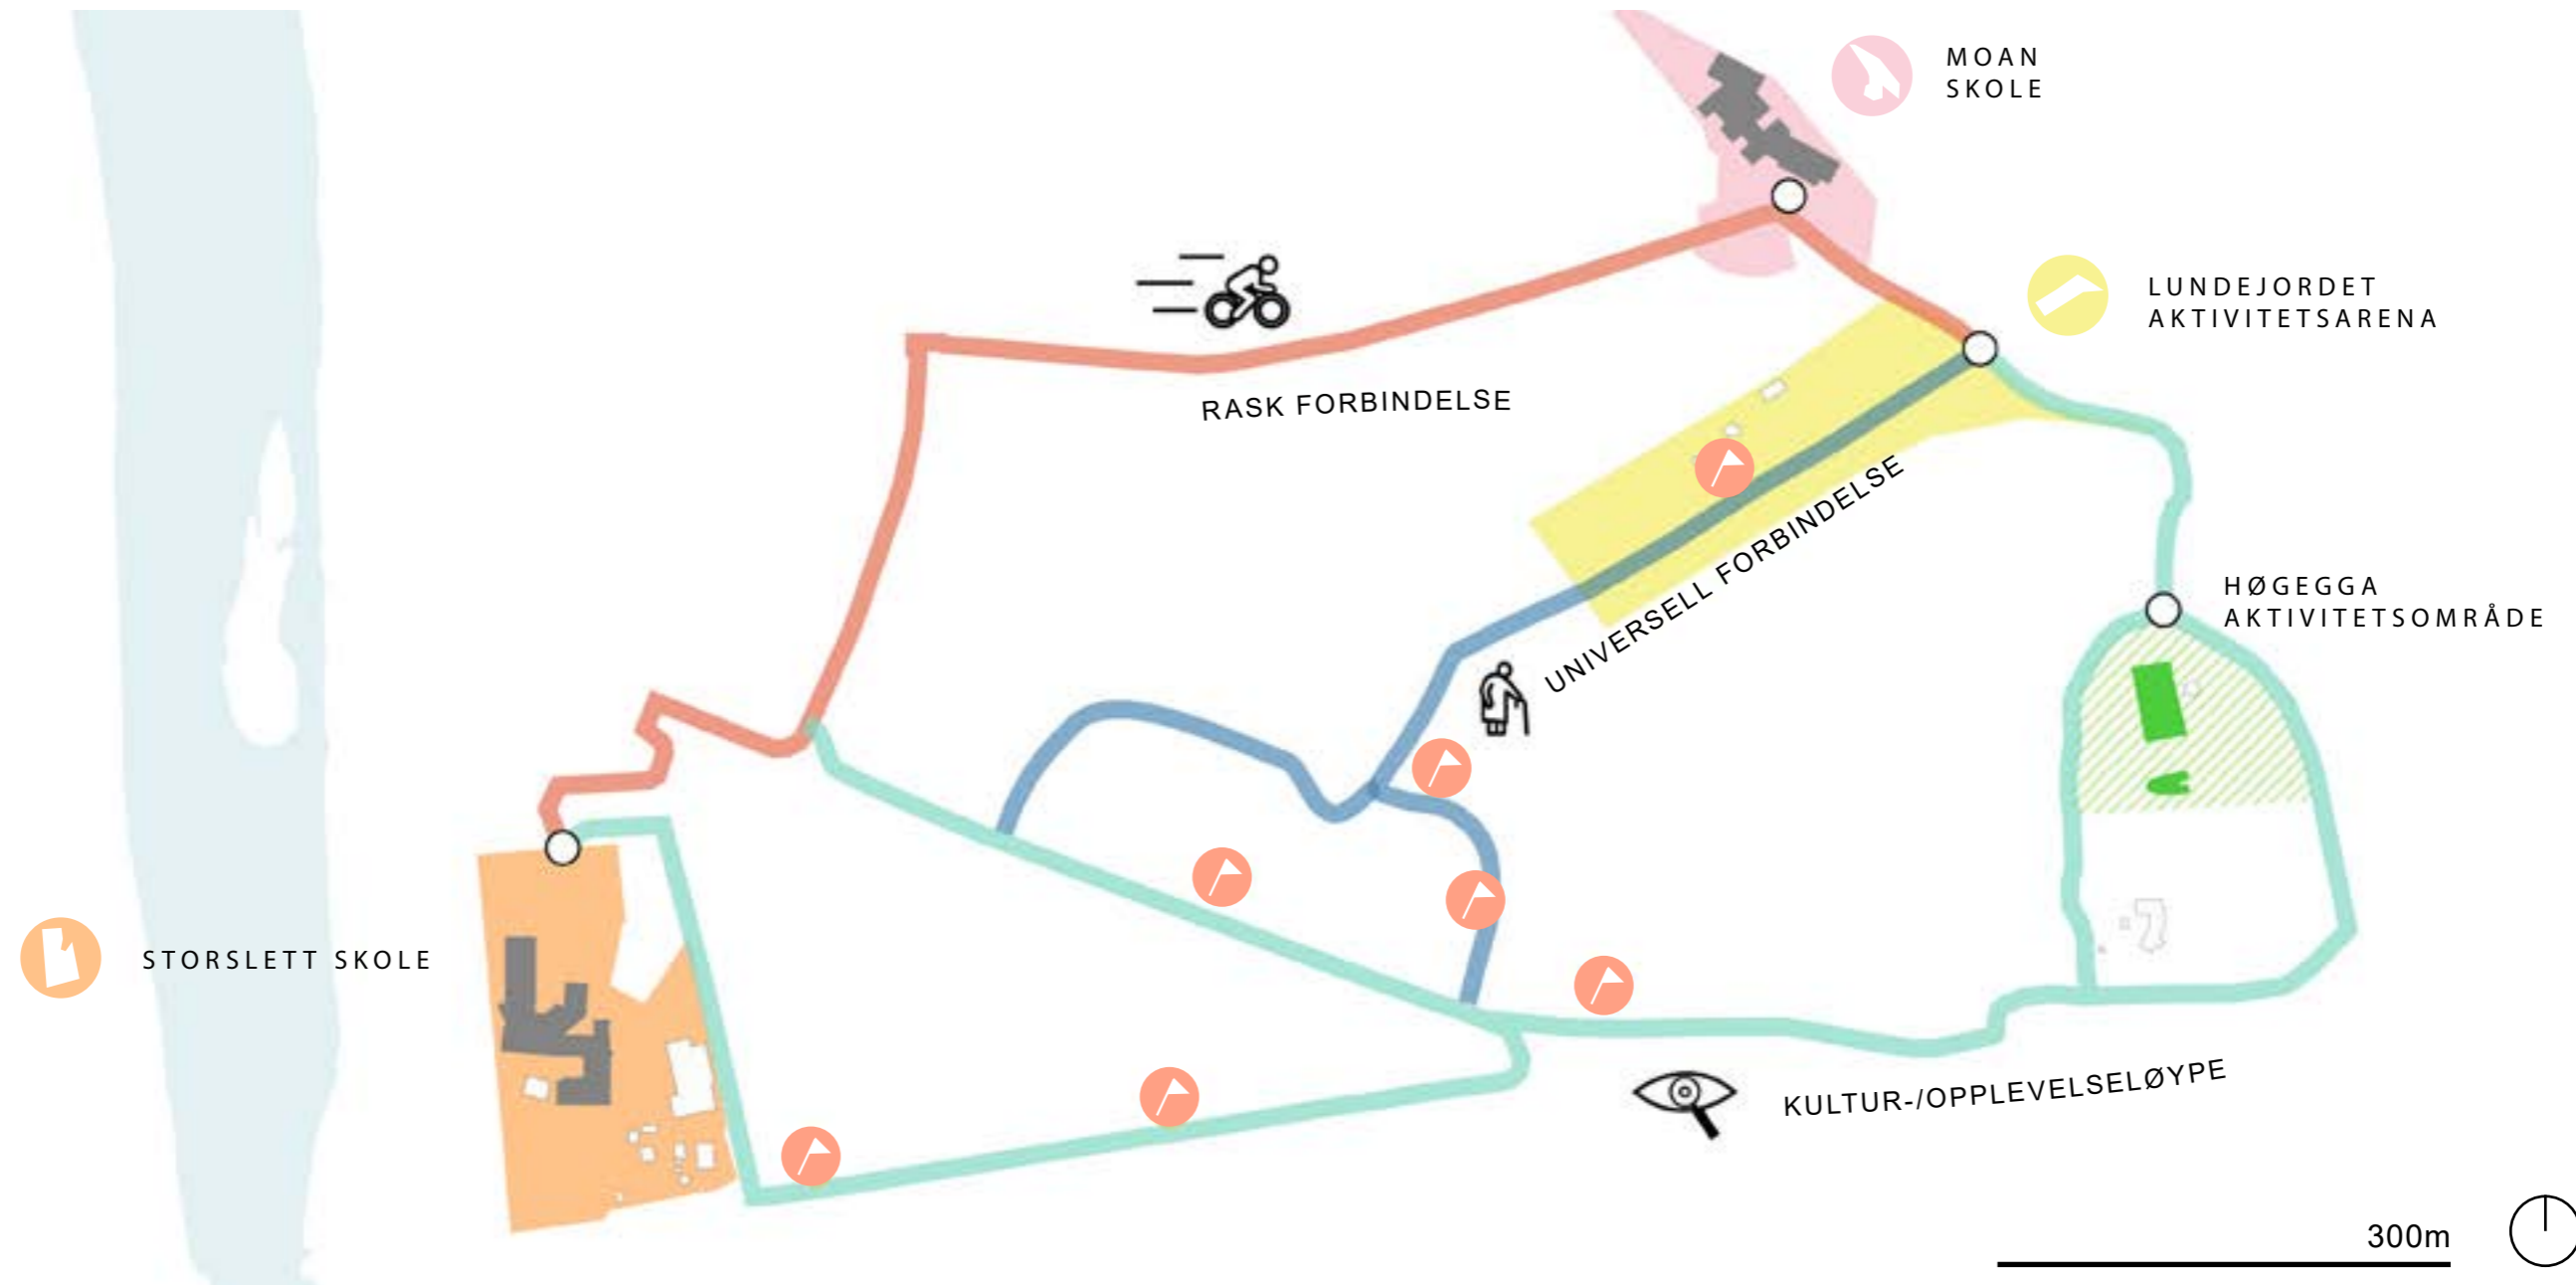 MOAN
SKOLE
LUNDEJORDET
AKTIVITETSARENA
RASK FORBINDELSE
UNIVERSELL FORBINDELSE
HØGEGGA
AKTIVITETSOMRÅDE
STORSLETT SKOLE
KULTUR-/OPPLEVELSELØYPE
300m